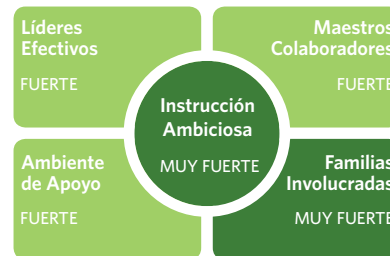 Líderes
Efectivos
FUERTE
Maestros
Colaboradores
FUERTE
Instrucción
Ambiciosa
MUY FUERTE
Ambiente
de Apoyo
FUERTE
Familias
Involucradas
MUY FUERTE